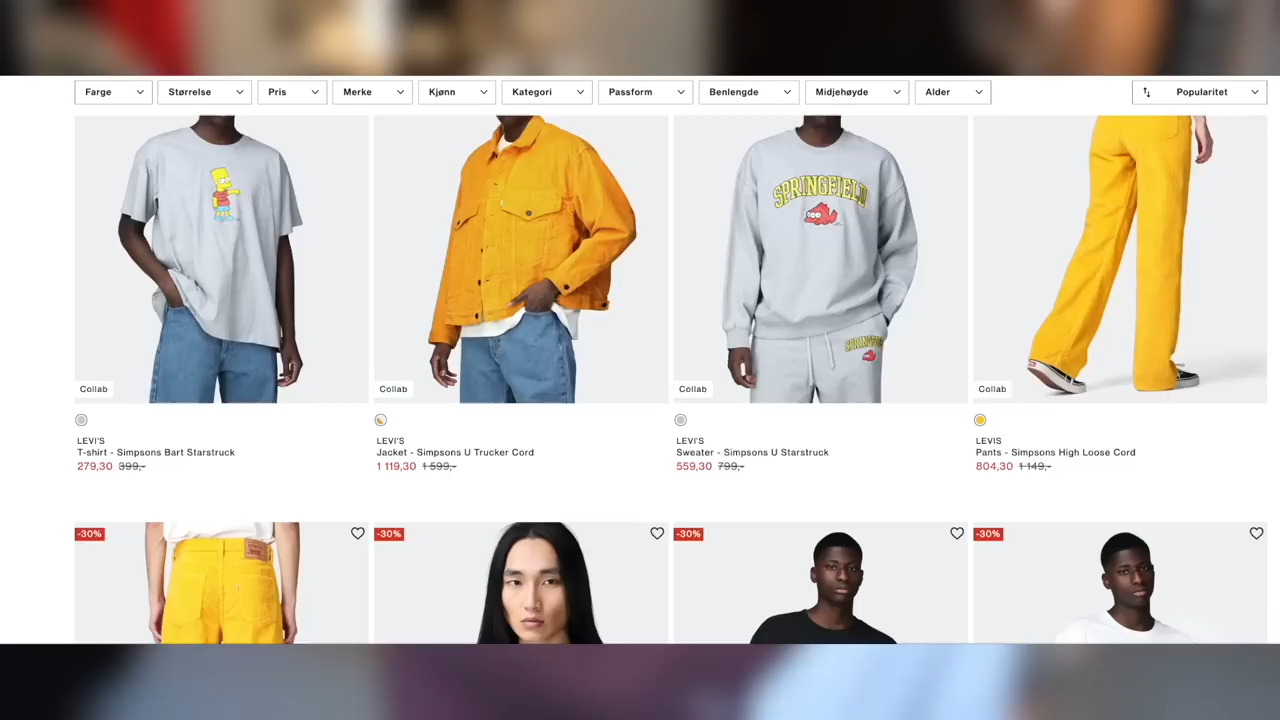 Farge
Størrelse
Pris
Merke
Kjønn
Kategori
Passform
Benlengde
Midjehøyde
Alder
Popularitet
SPRINGFIELD
SPRINGFIE
Collab
Collab
Collab
Collab
LEVI'S
T-shirt - Simpsons Bart Starstruck
279,30 399,-
LEVI'S
Jacket - Simpsons U Trucker Cord
1 119,30 1 599,-
LEVI'S
Sweater - Simpsons U Starstruck
559,30 799,-
LEVIS
Pants - Simpsons High Loose Cord
804,30 1 149,-
-30%
-30%
-30%
-30%